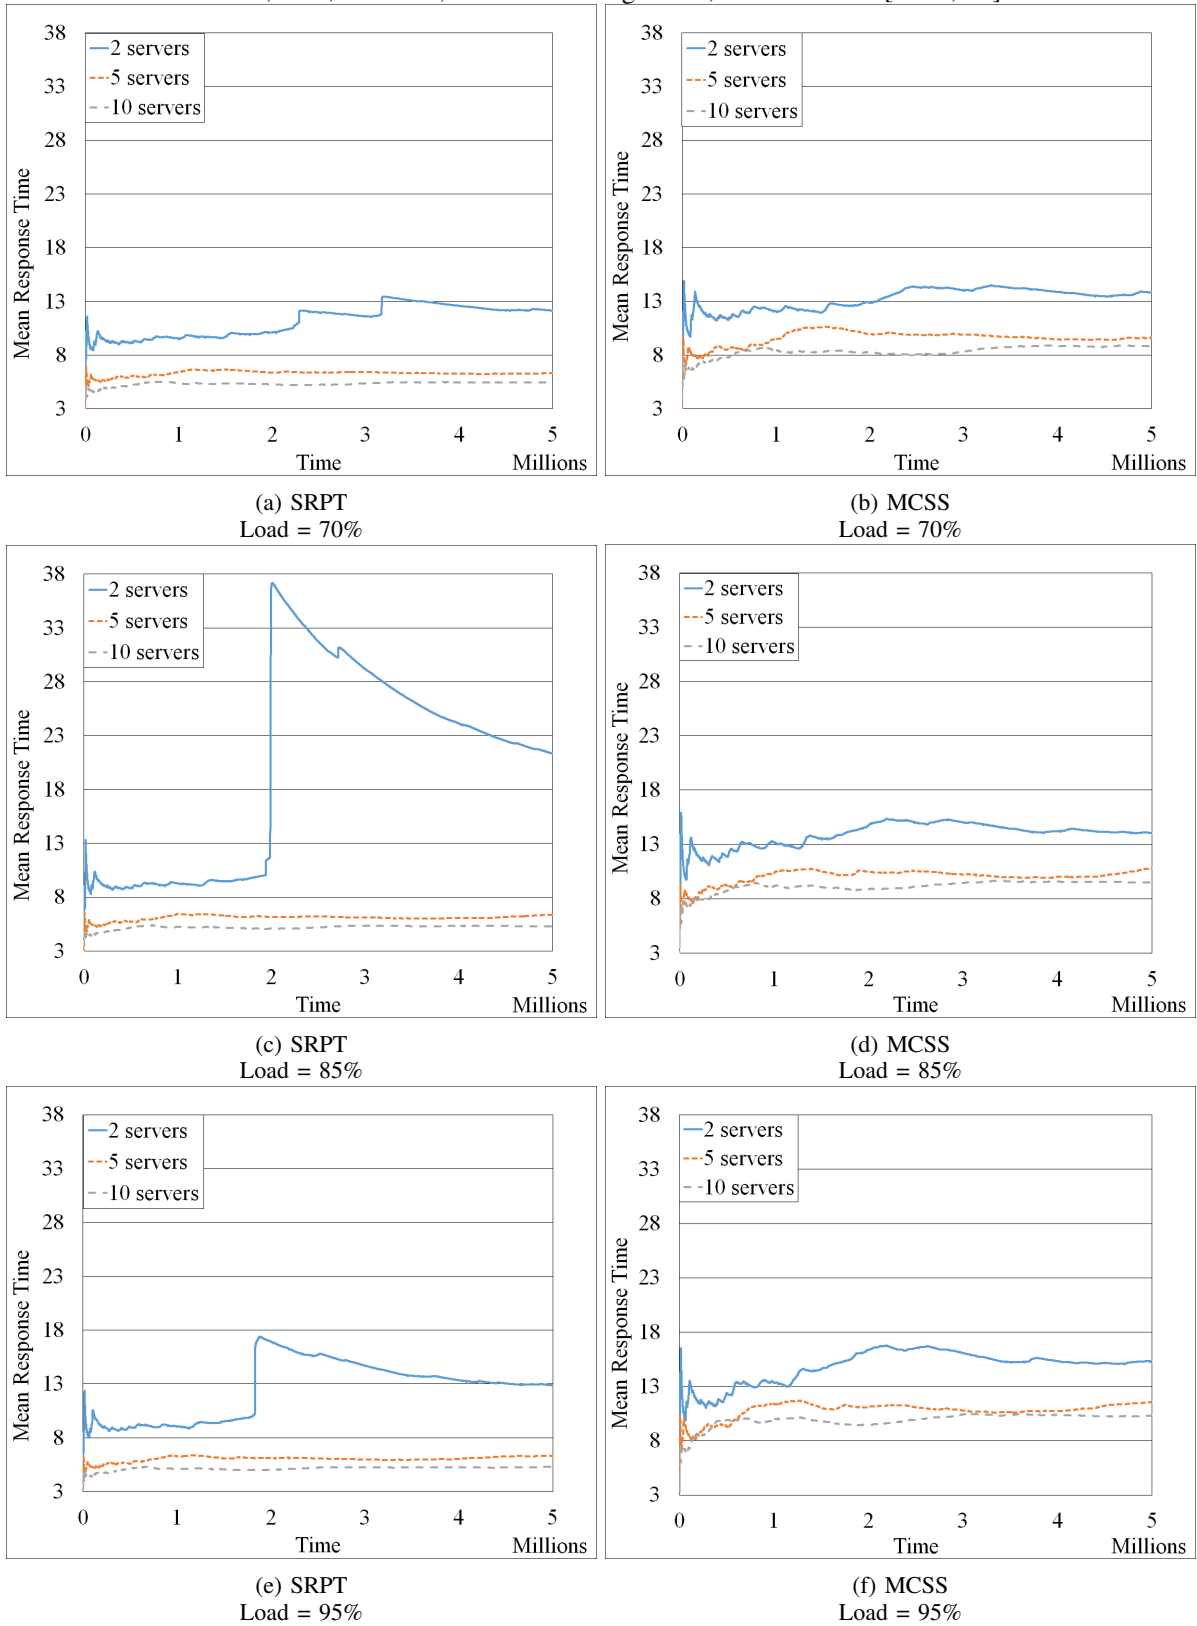 38
2 servers
33
5 servers
28
10 servers
23
18
13
8
3
Mean Response Time
0 1 2 3 4 5
Time Millions
(a) SRPT
Load = 70%
38
2 servers
33
5 servers
28
10 servers
23
18
13
8
3
Mean Response Time
0 1 2 3 4 5
Time Millions
(b) MCSS
Load = 70%
38
2 servers
33
5 servers
28
10 servers
23
18
13
8
3
Mean Response Time
0 1 2 3 4 5
Time Millions
(c) SRPT
Load = 85%
38
2 servers
33
5 servers
28
10 servers
23
18
13
8
3
Mean Response Time
0 1 2 3 4 5
Time Millions
(d) MCSS
Load = 85%
38
2 servers
33
5 servers
28
10 servers
23
18
13
8
3
Mean Response Time
0 1 2 3 4 5
Time Millions
(e) SRPT
Load = 95%
38
2 servers
33
5 servers
28
10 servers
23
18
13
8
3
Mean Response Time
0 1 2 3 4 5
Time Millions
(f) MCSS
Load = 95%